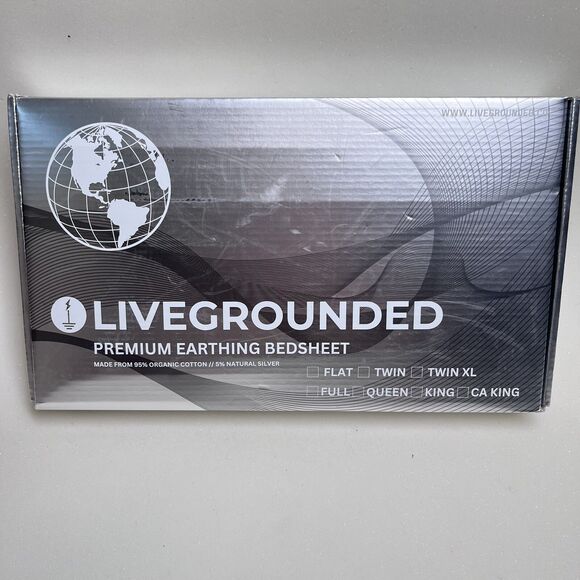 WWW.LIVEGROUNDED
LIVEGROUNDED
PREMIUM EARTHING BEDSHEET
MADE FROM 95% ORGANIC COTTON // 5% NATURAL SILVER
FLAT TWIN TWIN XL
FULL QUEEN KING CA KING